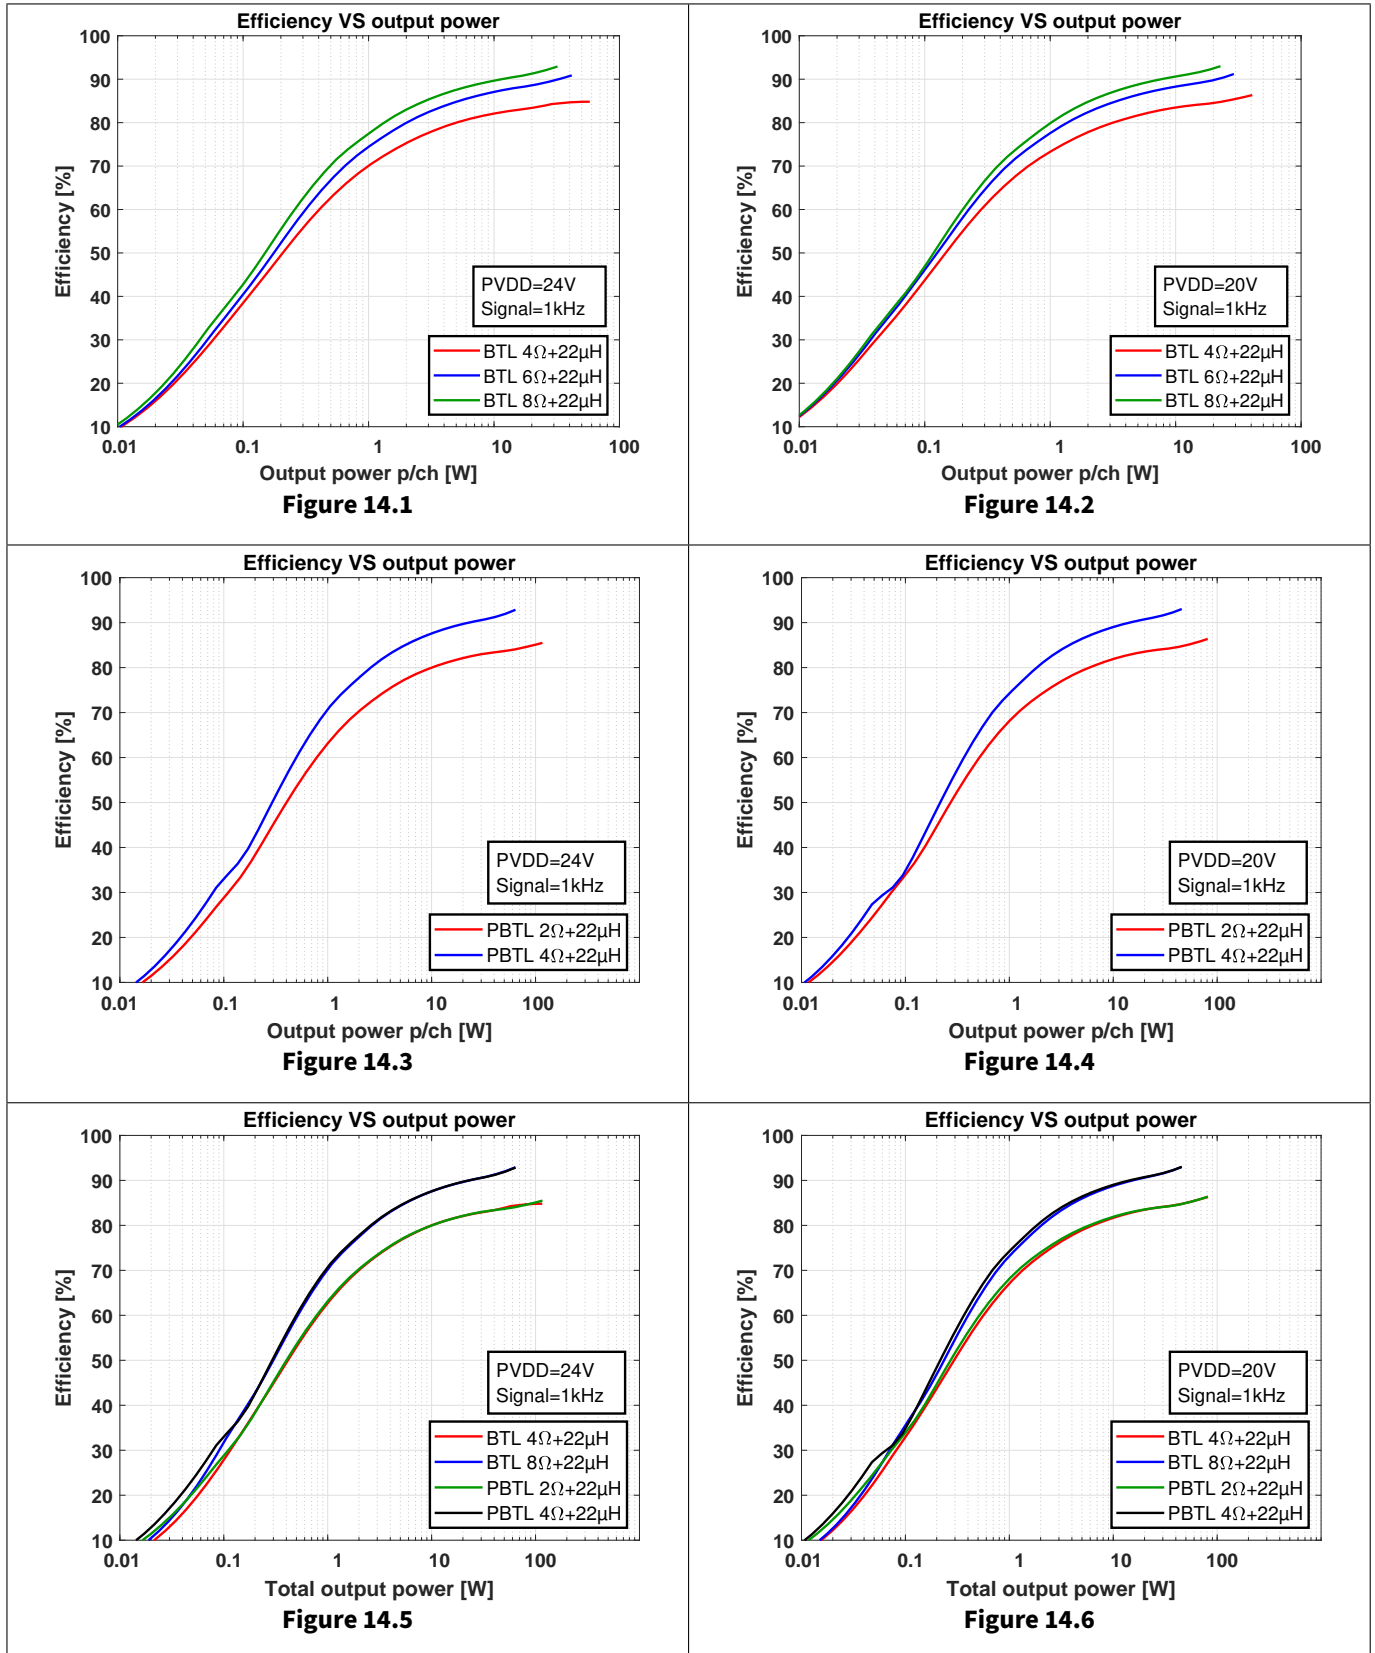 Efficiency VS output power
100
90
80
70
60
50
40
30
20
10
Efficiency [%]
PVDD=24V
Signal=1kHz
BTL 4Ω+22µH
BTL 6Ω+22µH
BTL 8Ω+22µH
0.01 0.1 1 10 100
Output power p/ch [W]
Figure 14.1
Efficiency VS output power
100
90
80
70
60
50
40
30
20
10
Efficiency [%]
PVDD=20V
Signal=1kHz
BTL 4Ω+22µH
BTL 6Ω+22µH
BTL 8Ω+22µH
0.01 0.1 1 10 100
Output power p/ch [W]
Figure 14.2
Efficiency VS output power
100
90
80
70
60
50
40
30
20
10
Efficiency [%]
PVDD=24V
Signal=1kHz
PBTL 2Ω+22µH
PBTL 4Ω+22µH
0.01 0.1 1 10 100
Output power p/ch [W]
Figure 14.3
Efficiency VS output power
100
90
80
70
60
50
40
30
20
10
Efficiency [%]
PVDD=20V
Signal=1kHz
PBTL 2Ω+22µH
PBTL 4Ω+22µH
0.01 0.1 1 10 100
Output power p/ch [W]
Figure 14.4
Efficiency VS output power
100
90
80
70
60
50
40
30
20
10
Efficiency [%]
PVDD=24V
Signal=1kHz
BTL 4Ω+22µH
BTL 8Ω+22µH
PBTL 2Ω+22µH
PBTL 4Ω+22µH
0.01 0.1 1 10 100
Total output power [W]
Figure 14.5
Efficiency VS output power
100
90
80
70
60
50
40
30
20
10
Efficiency [%]
PVDD=20V
Signal=1kHz
BTL 4Ω+22µH
BTL 8Ω+22µH
PBTL 2Ω+22µH
PBTL 4Ω+22µH
0.01 0.1 1 10 100
Total output power [W]
Figure 14.6